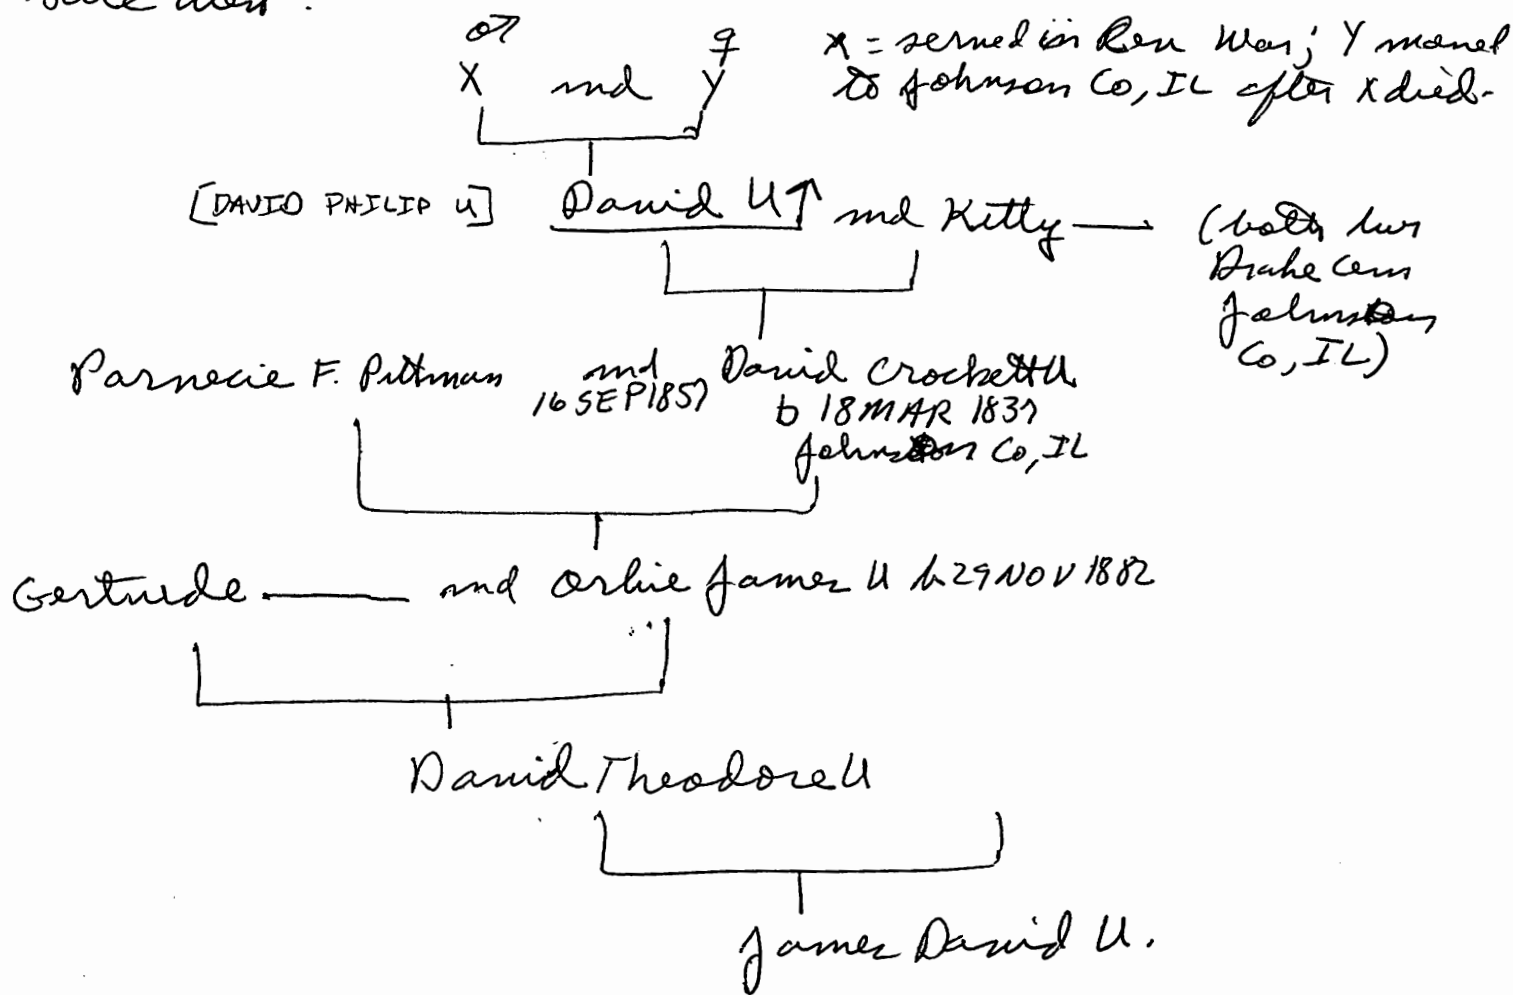 ♂ ♀ X = served in Rev War; Y moved
X md Y to Johnson Co, IL after X died.
[DAVID PHILIP U] David U↑ md Kitty —— (both bur
Drake Cem
Johnson
Co, IL)
Parnecie F. Pittman md David Crockett U
16 SEP 1857 b 18 MAR 1837
Johnson Co, IL
Gertrude —— md Orlie James U b 29 NOV 1882
David Theodore U
James David U.